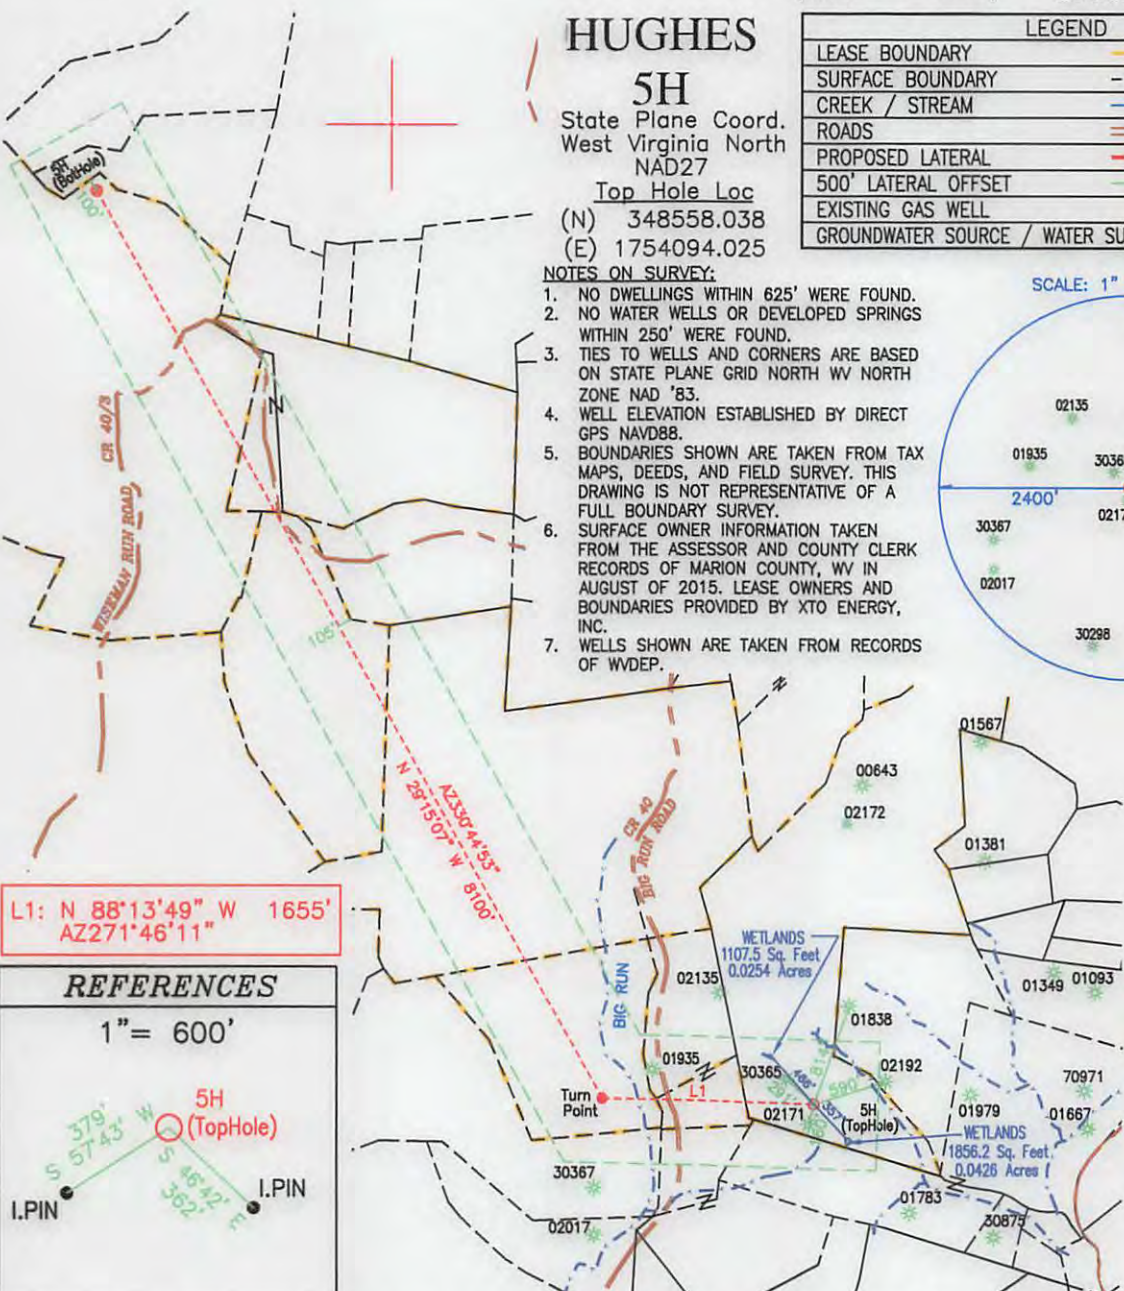 HUGHES
5H
State Plane Coord.
West Virginia North
NAD27
Top Hole Loc
(N) 348558.038
(E) 1754094.025
LEGEND
LEASE BOUNDARY
SURFACE BOUNDARY
CREEK / STREAM
ROADS
PROPOSED LATERAL
500' LATERAL OFFSET
EXISTING GAS WELL
GROUNDWATER SOURCE / WATER SU
NOTES ON SURVEY:
1. NO DWELLINGS WITHIN 625' WERE FOUND.
2. NO WATER WELLS OR DEVELOPED SPRINGS
WITHIN 250' WERE FOUND.
3. TIES TO WELLS AND CORNERS ARE BASED
ON STATE PLANE GRID NORTH WV NORTH
ZONE NAD '83.
4. WELL ELEVATION ESTABLISHED BY DIRECT
GPS NAVD88.
5. BOUNDARIES SHOWN ARE TAKEN FROM TAX
MAPS, DEEDS, AND FIELD SURVEY. THIS
DRAWING IS NOT REPRESENTATIVE OF A
FULL BOUNDARY SURVEY.
6. SURFACE OWNER INFORMATION TAKEN
FROM THE ASSESSOR AND COUNTY CLERK
RECORDS OF MARION COUNTY, WV IN
AUGUST OF 2015. LEASE OWNERS AND
BOUNDARIES PROVIDED BY XTO ENERGY,
INC.
7. WELLS SHOWN ARE TAKEN FROM RECORDS
OF WVDEP.
SCALE: 1"
02135
01935
3036
2400'
30367
0217
02017
30298
5H
(BotHole)
100'
CR 40/3
WISEMAN RUN ROAD
105'
AZ330°44'53"
N 29°15'07" W 8100'
CR 40
BIG RUN ROAD
01567
00643
02172
01381
L1: N 88°13'49" W 1655'
AZ271°46'11"
WETLANDS
1107.5 Sq. Feet
0.0254 Acres
BIG RUN
02135
01349
01093
01838
REFERENCES
1"= 600'
5H
(TopHole)
379'
S 57°43' W
S 46°42' E
362'
I.PIN
I.PIN
01935
30365
466'
814'
590'
02192
70971
Turn
Point
L1
02171
357'
5H
(TopHole)
01979
01667
WETLANDS
1856.2 Sq. Feet
0.0426 Acres
30367
01783
02017
30875